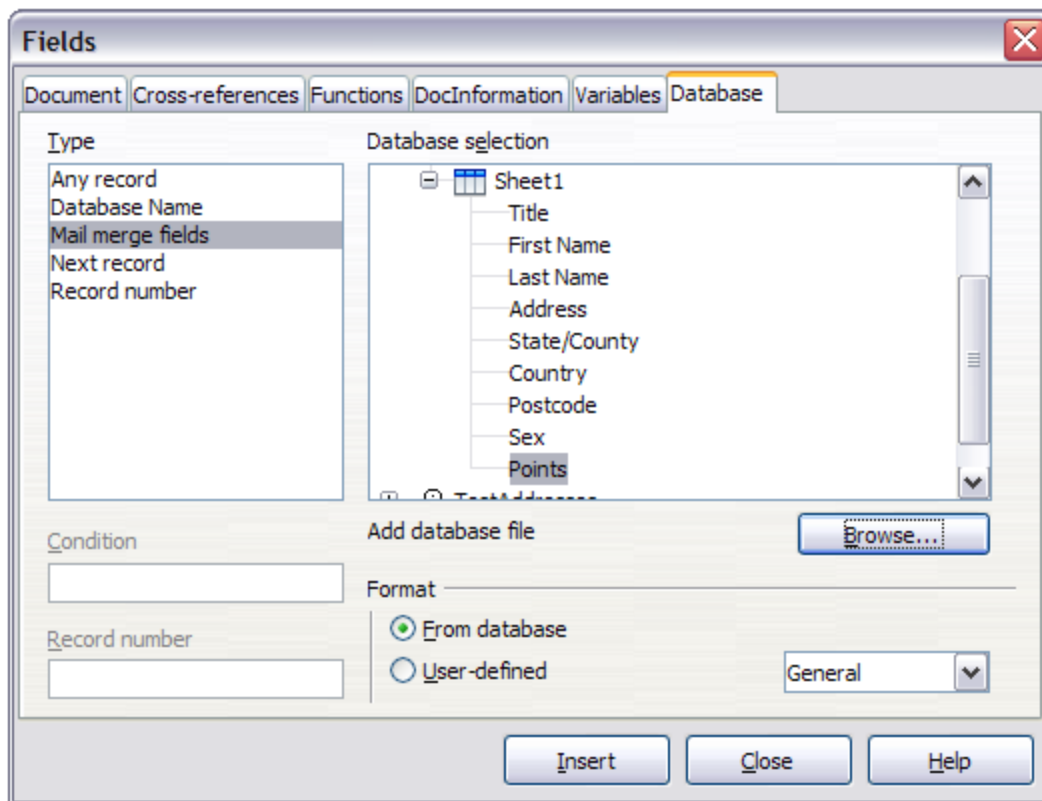 Fields
Document Cross-references Functions DocInformation Variables Database
Type
Any record
Database Name
Mail merge fields
Next record
Record number
Condition
Record number
Database selection
Sheet1
Title
First Name
Last Name
Address
State/County
Country
Postcode
Sex
Points
TestAddresses
Add database file
Browse...
Format
From database
User-defined
General
Insert Close Help